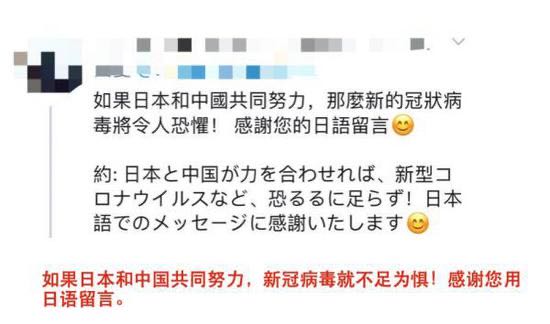 如果日本和中國共同努力，那麼新的冠狀病
毒將令人恐懼！感謝您的日語留言😊
約: 日本と中国が力を合わせれば、新型コ
ロナウイルスなど、恐るるに足らず！日本
語でのメッセージに感謝いたします😊
如果日本和中国共同努力，新冠病毒就不足为惧！感谢您用
日语留言。